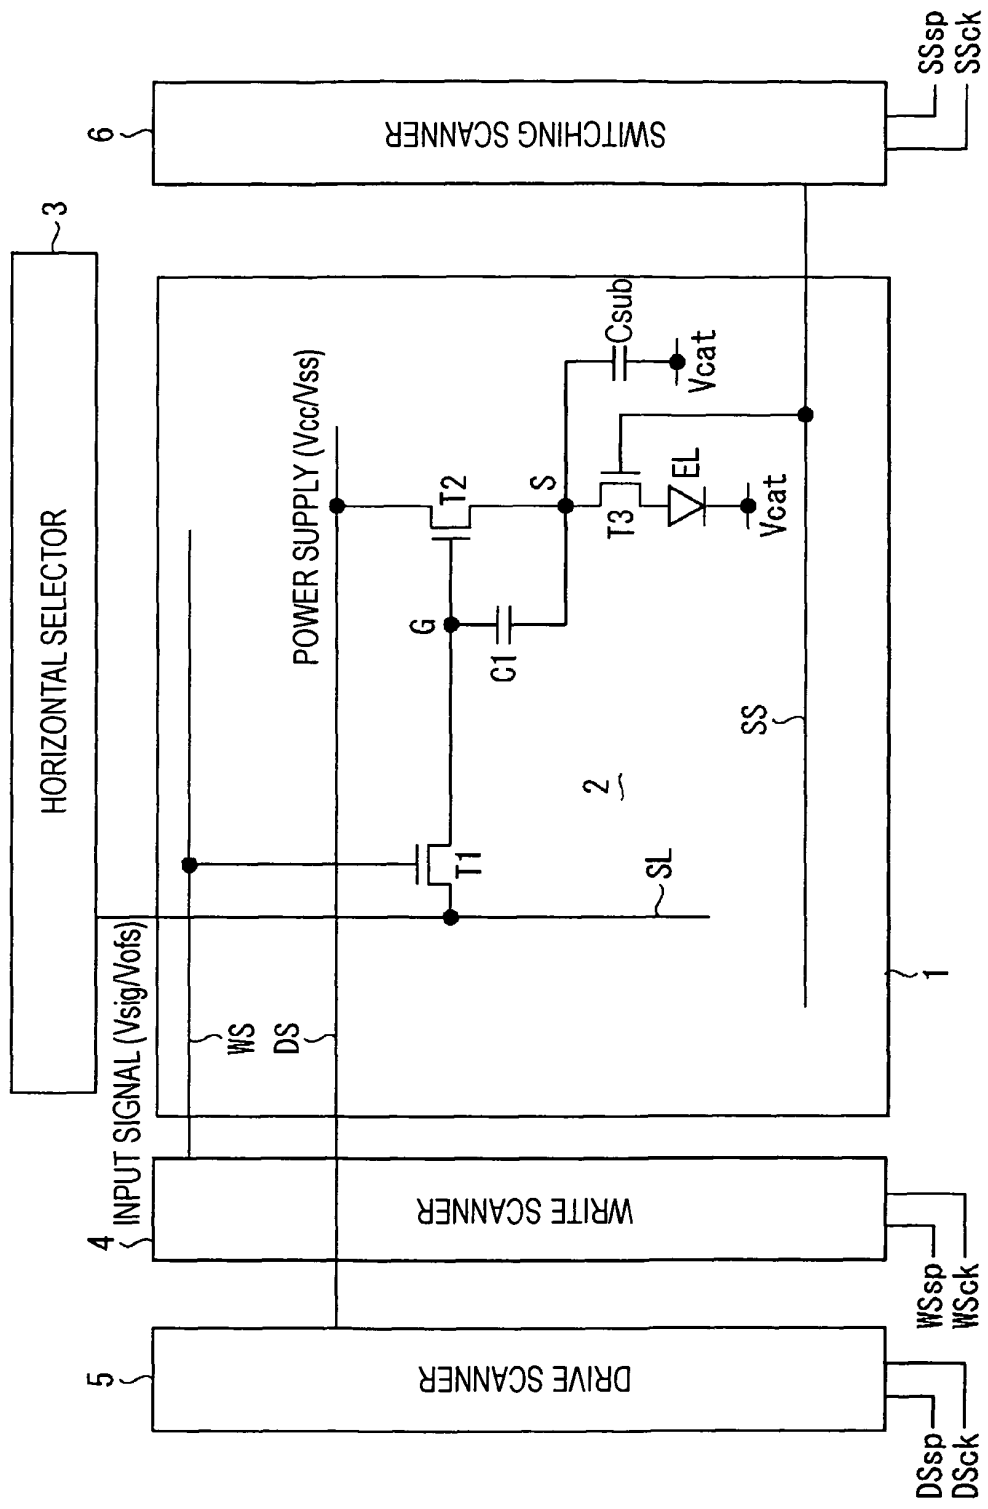 HORIZONTAL SELECTOR
3
INPUT SIGNAL (Vsig/Vofs)
4
5
6
WRITE SCANNER
DRIVE SCANNER
SWITCHING SCANNER
WS
DS
POWER SUPPLY (Vcc/Vss)
T1
G
T2
C1
S
Csub
Vcat
T3
EL
Vcat
2
SL
SS
1
DSsp
DSck
WSsp
WSck
SSsp
SSck